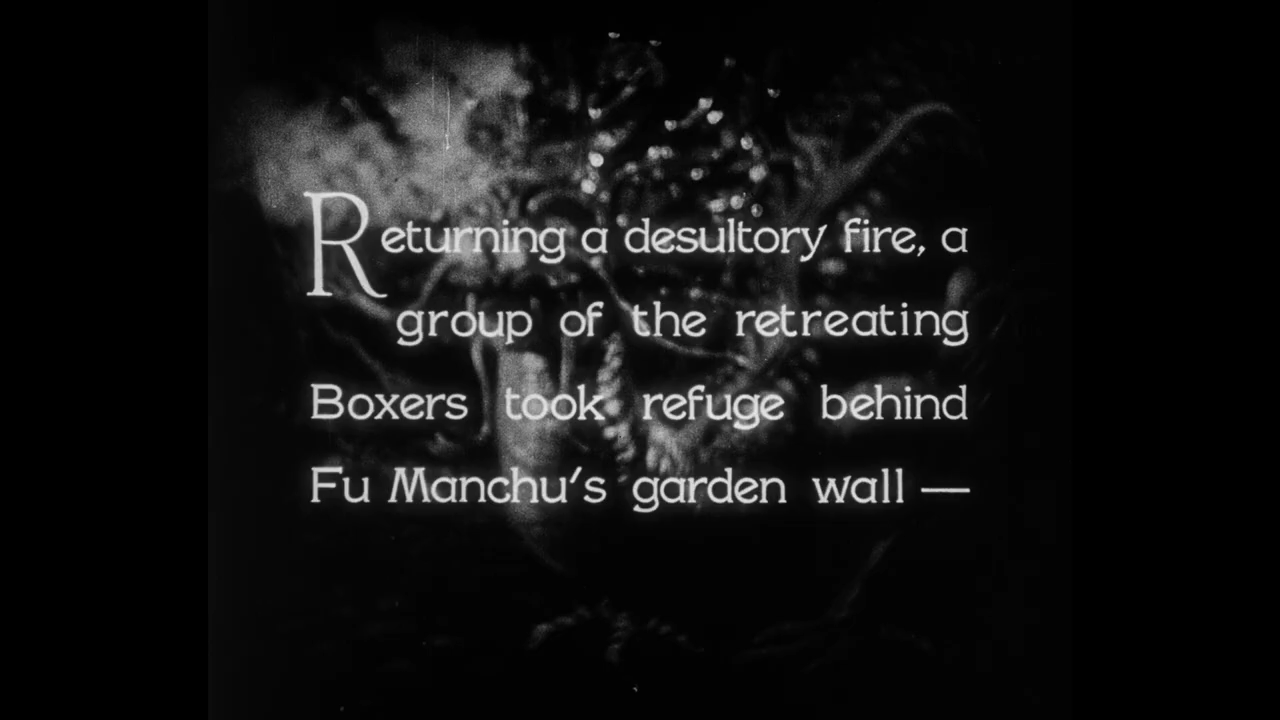 Returning a desultory fire, a
group of the retreating
Boxers took refuge behind
Fu Manchu's garden wall —